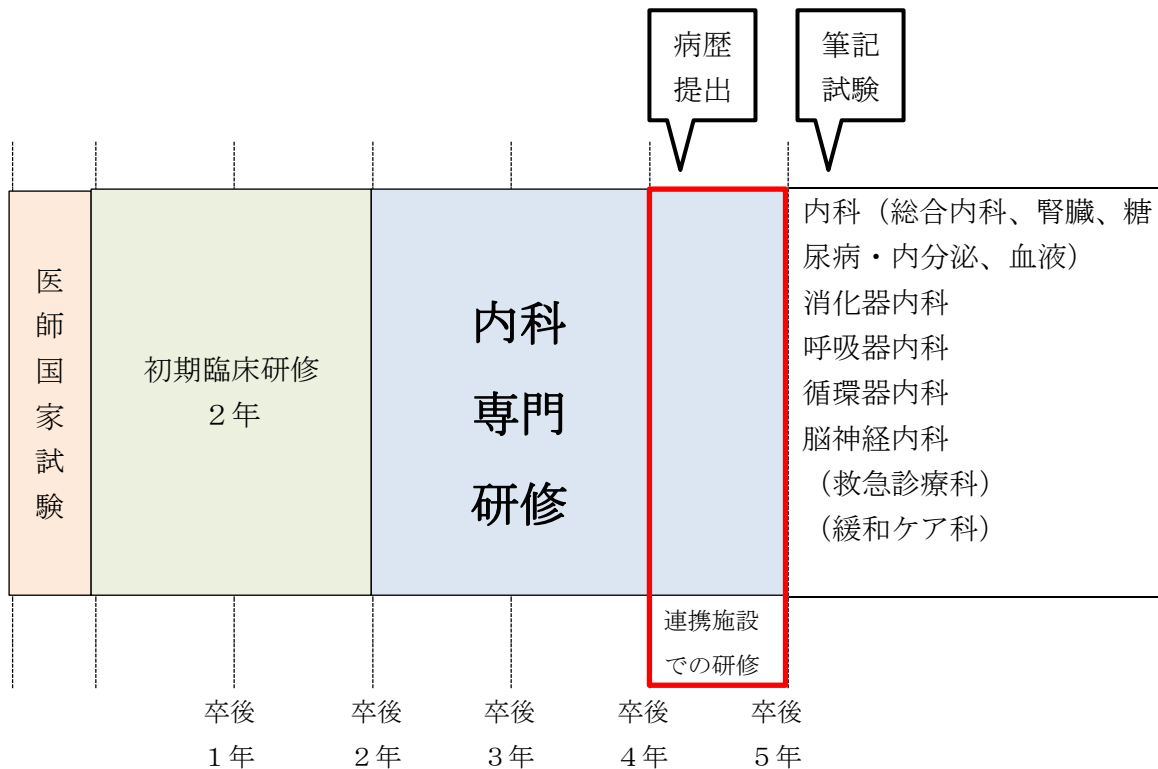 病歴
提出
筆記
試験
医
師
国
家
試
験
初期臨床研修
２年
内科
専門
研修
内科（総合内科、腎臓、糖
尿病・内分泌、血液）
消化器内科
呼吸器内科
循環器内科
脳神経内科
（救急診療科）
（緩和ケア科）
連携施設
での研修
卒後
１年
卒後
２年
卒後
３年
卒後
４年
卒後
５年